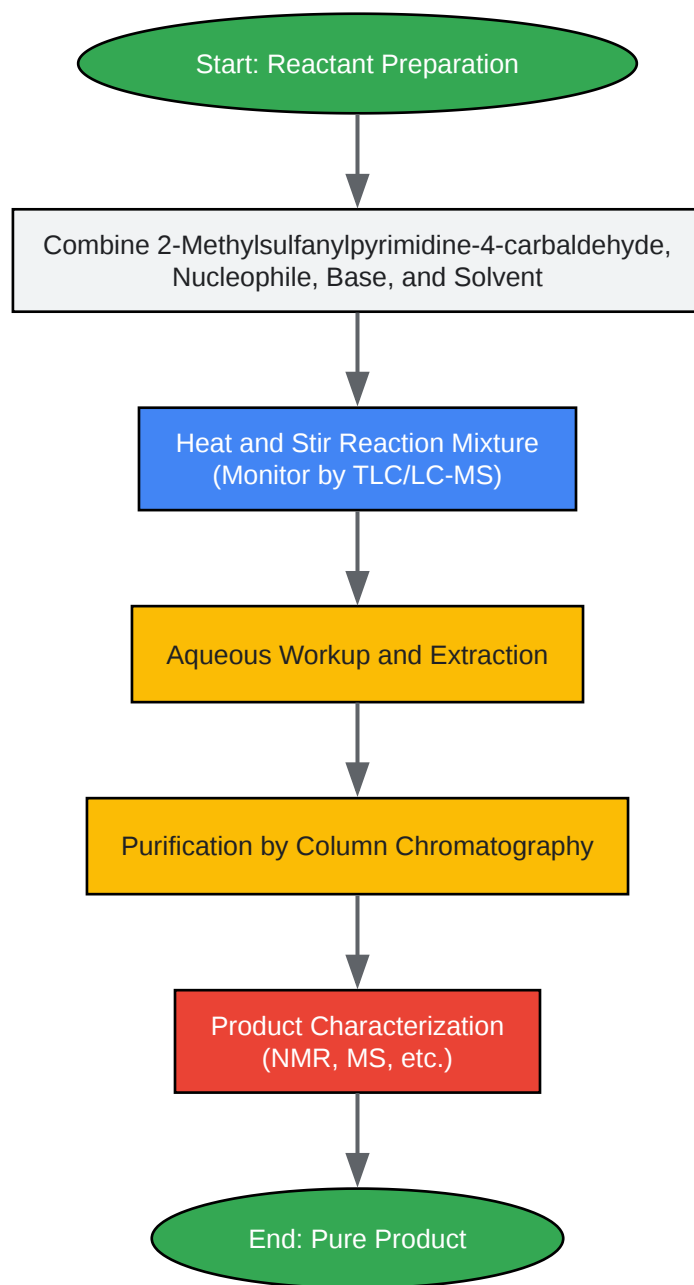 Start: Reactant Preparation
Combine 2-Methylsulfanylpyrimidine-4-carbaldehyde,
Nucleophile, Base, and Solvent
Heat and Stir Reaction Mixture
(Monitor by TLC/LC-MS)
Aqueous Workup and Extraction
Purification by Column Chromatography
Product Characterization
(NMR, MS, etc.)
End: Pure Product